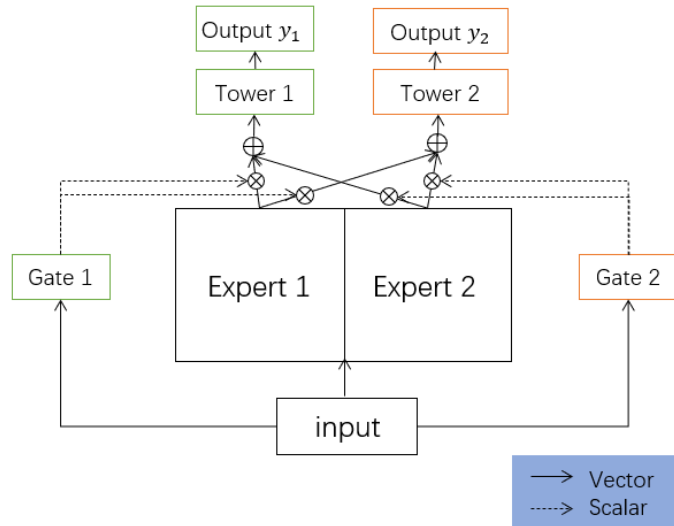 Output y₁
Output y₂
Tower 1
Tower 2
Gate 1
Expert 1
Expert 2
Gate 2
input
Vector
Scalar